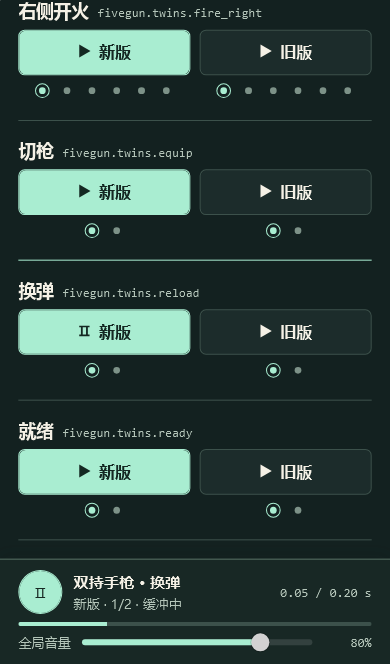 右侧开火 fivegun.twins.fire_right
▶ 新版 ▶ 旧版
切枪 fivegun.twins.equip
▶ 新版 ▶ 旧版
换弹 fivegun.twins.reload
⏸ 新版 ▶ 旧版
就绪 fivegun.twins.ready
▶ 新版 ▶ 旧版
双持手枪 · 换弹
新版 · 1/2 · 缓冲中
0.05 / 0.20 s
全局音量 80%